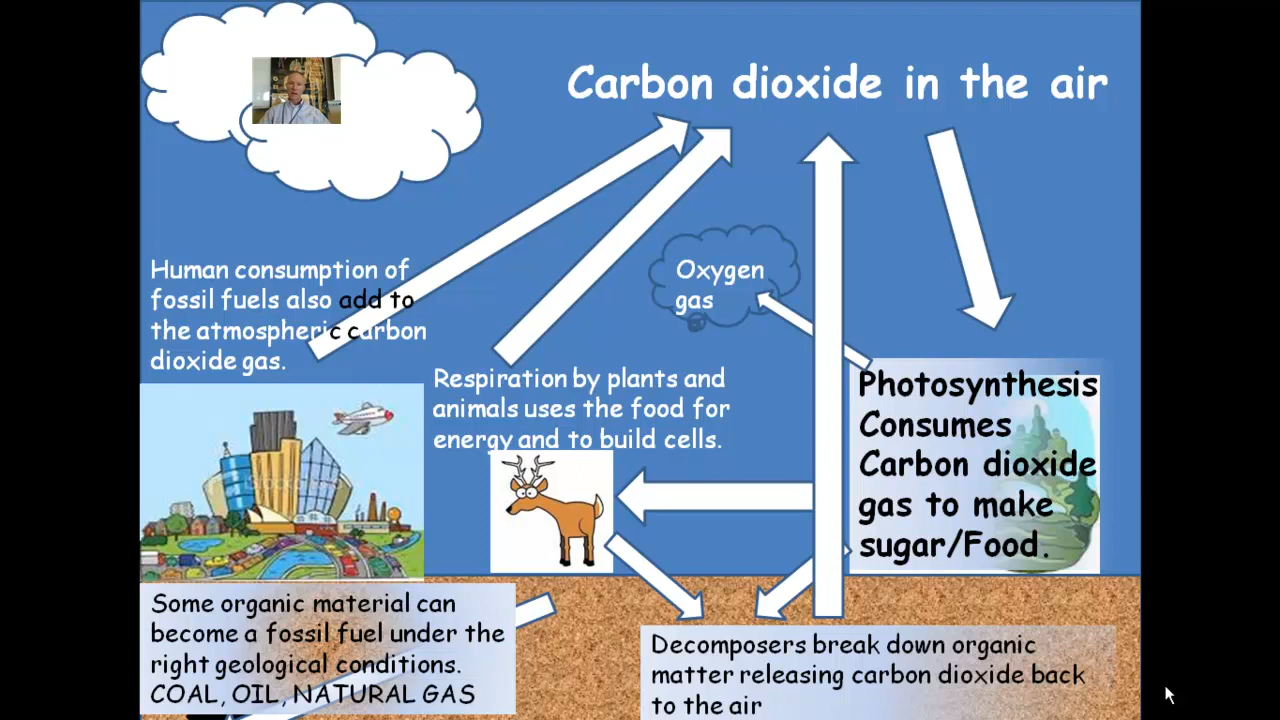 Carbon dioxide in the air
Human consumption of
fossil fuels also add to
the atmospheric carbon
dioxide gas.
Oxygen
gas
Respiration by plants and
animals uses the food for
energy and to build cells.
Photosynthesis
Consumes
Carbon dioxide
gas to make
sugar/Food.
Some organic material can
become a fossil fuel under the
right geological conditions.
COAL, OIL, NATURAL GAS
Decomposers break down organic
matter releasing carbon dioxide back
to the air